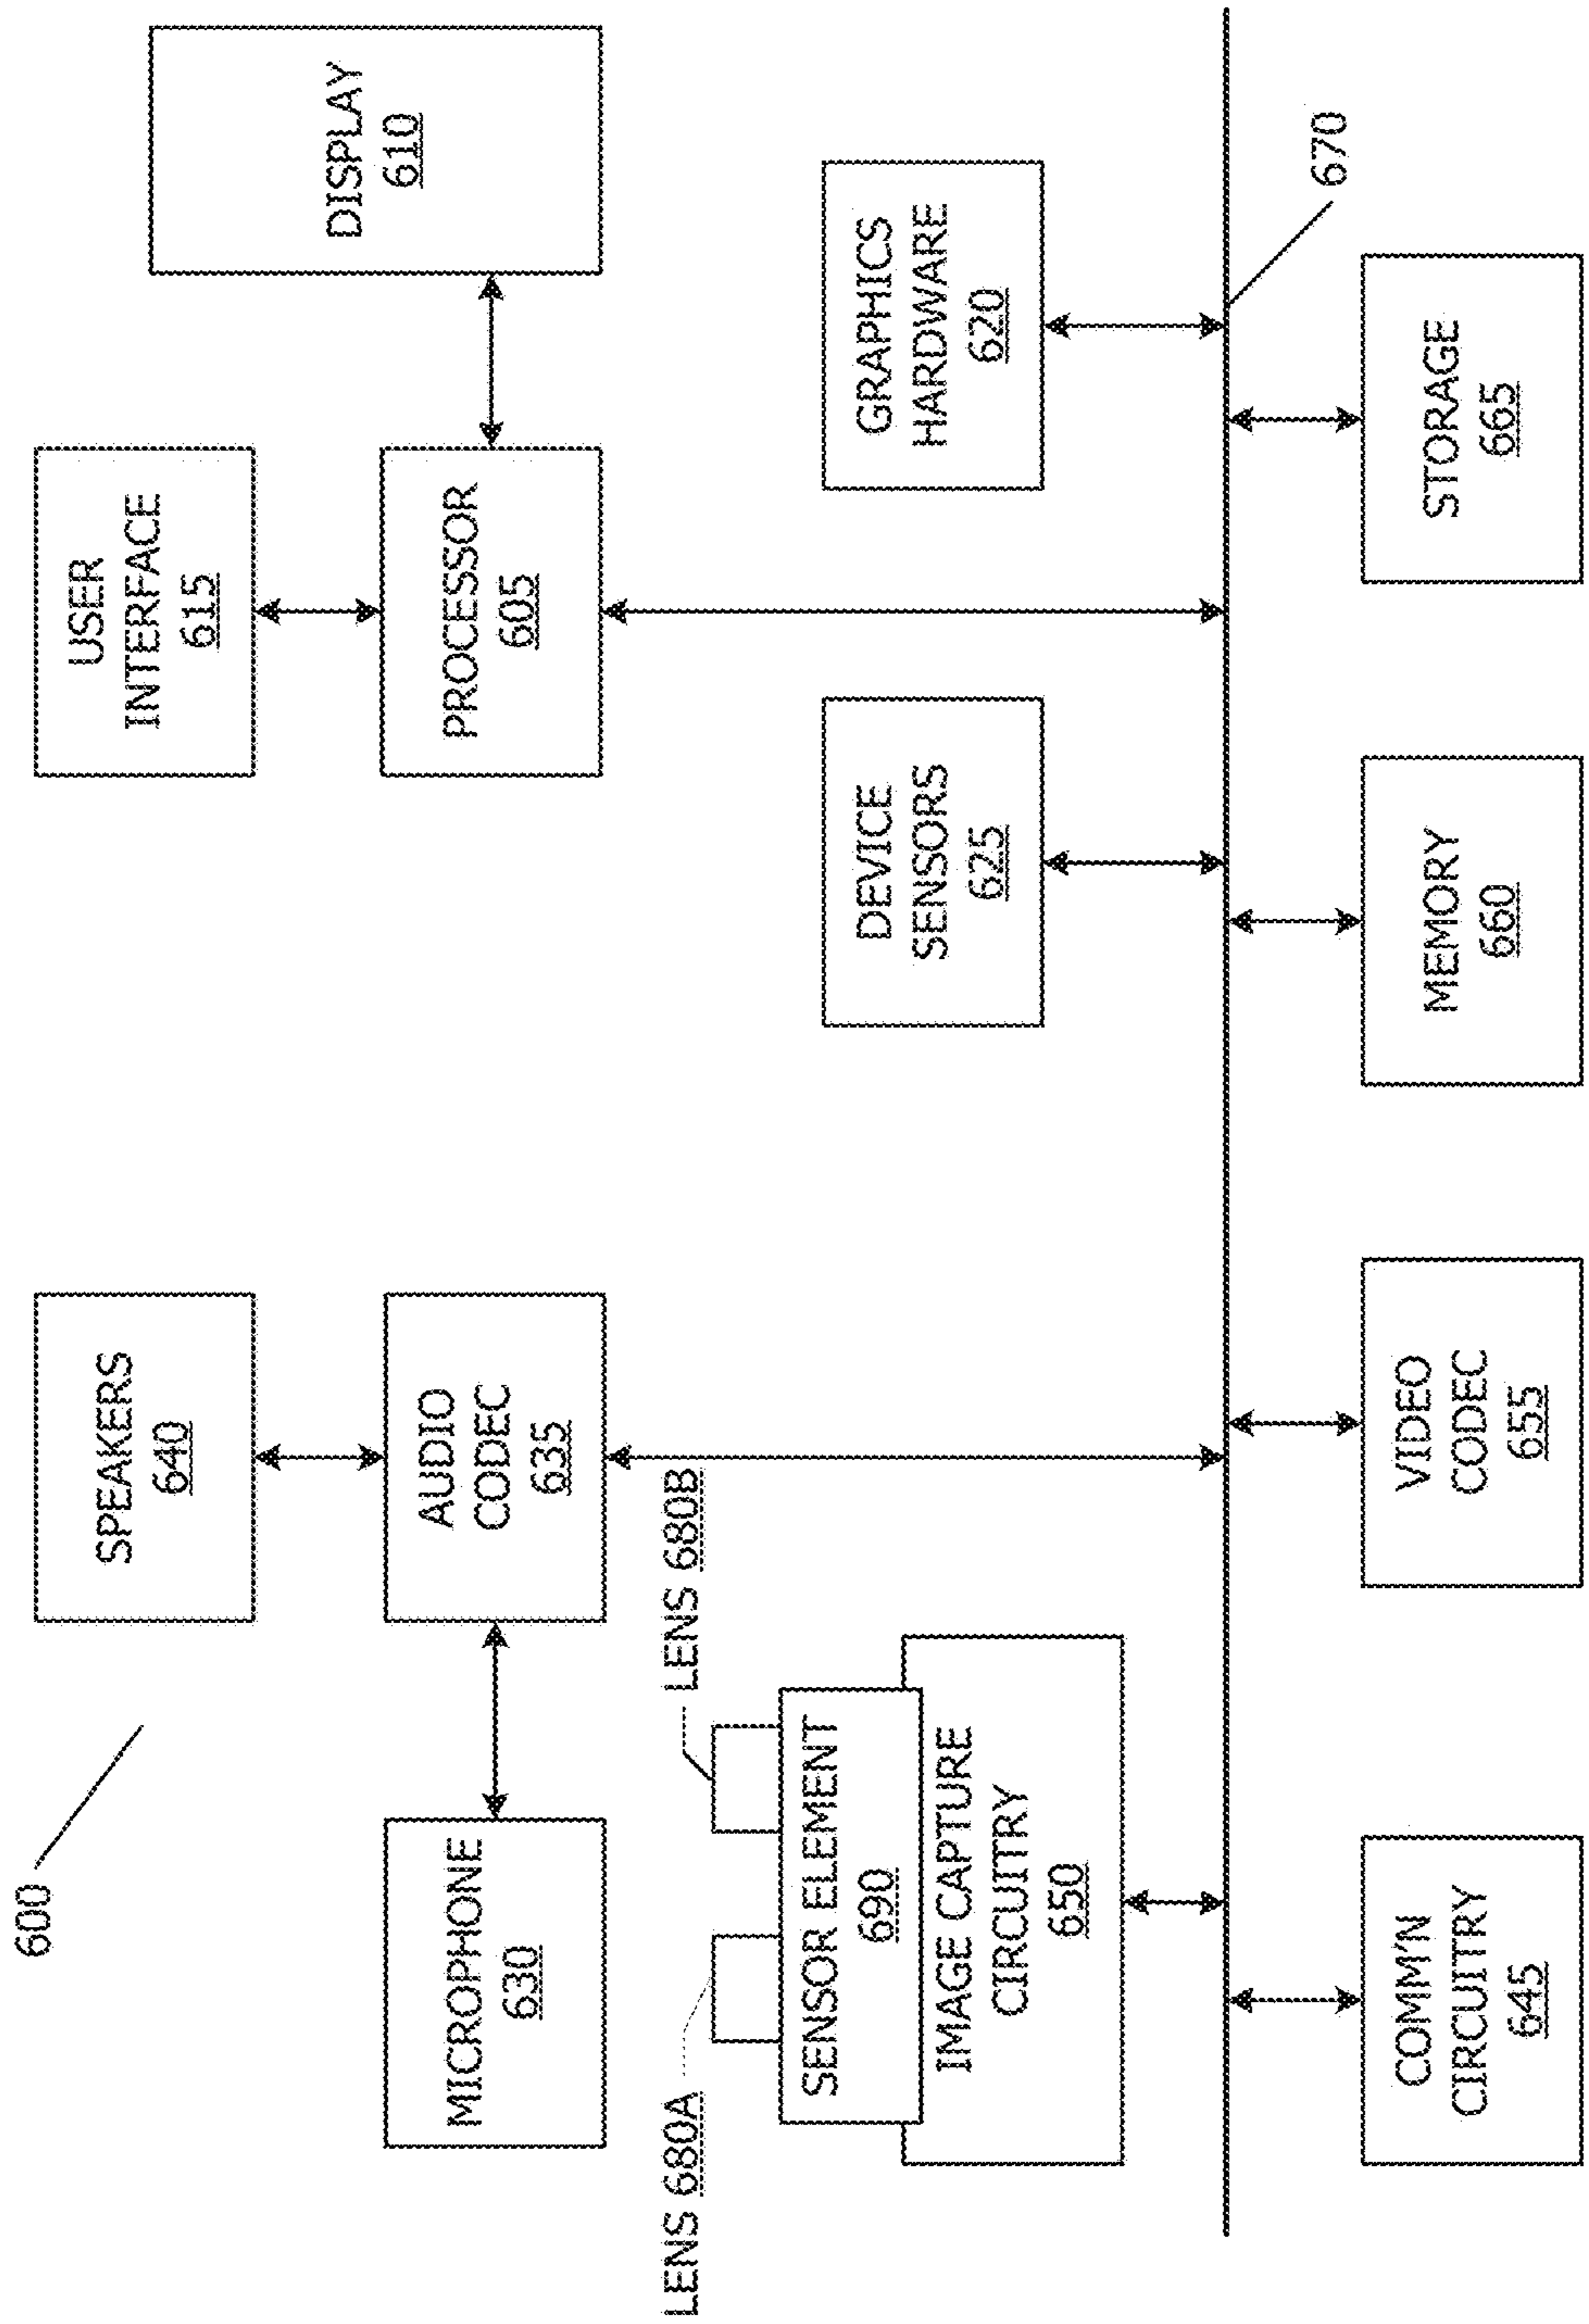 600
SPEAKERS
640
USER
INTERFACE
615
DISPLAY
610
MICROPHONE
630
AUDIO
CODEC
635
PROCESSOR
605
LENS 680A
LENS 680B
SENSOR ELEMENT
690
IMAGE CAPTURE
CIRCUITRY
650
DEVICE
SENSORS
625
GRAPHICS
HARDWARE
620
670
COMM'N
CIRCUITRY
645
VIDEO
CODEC
655
MEMORY
660
STORAGE
665